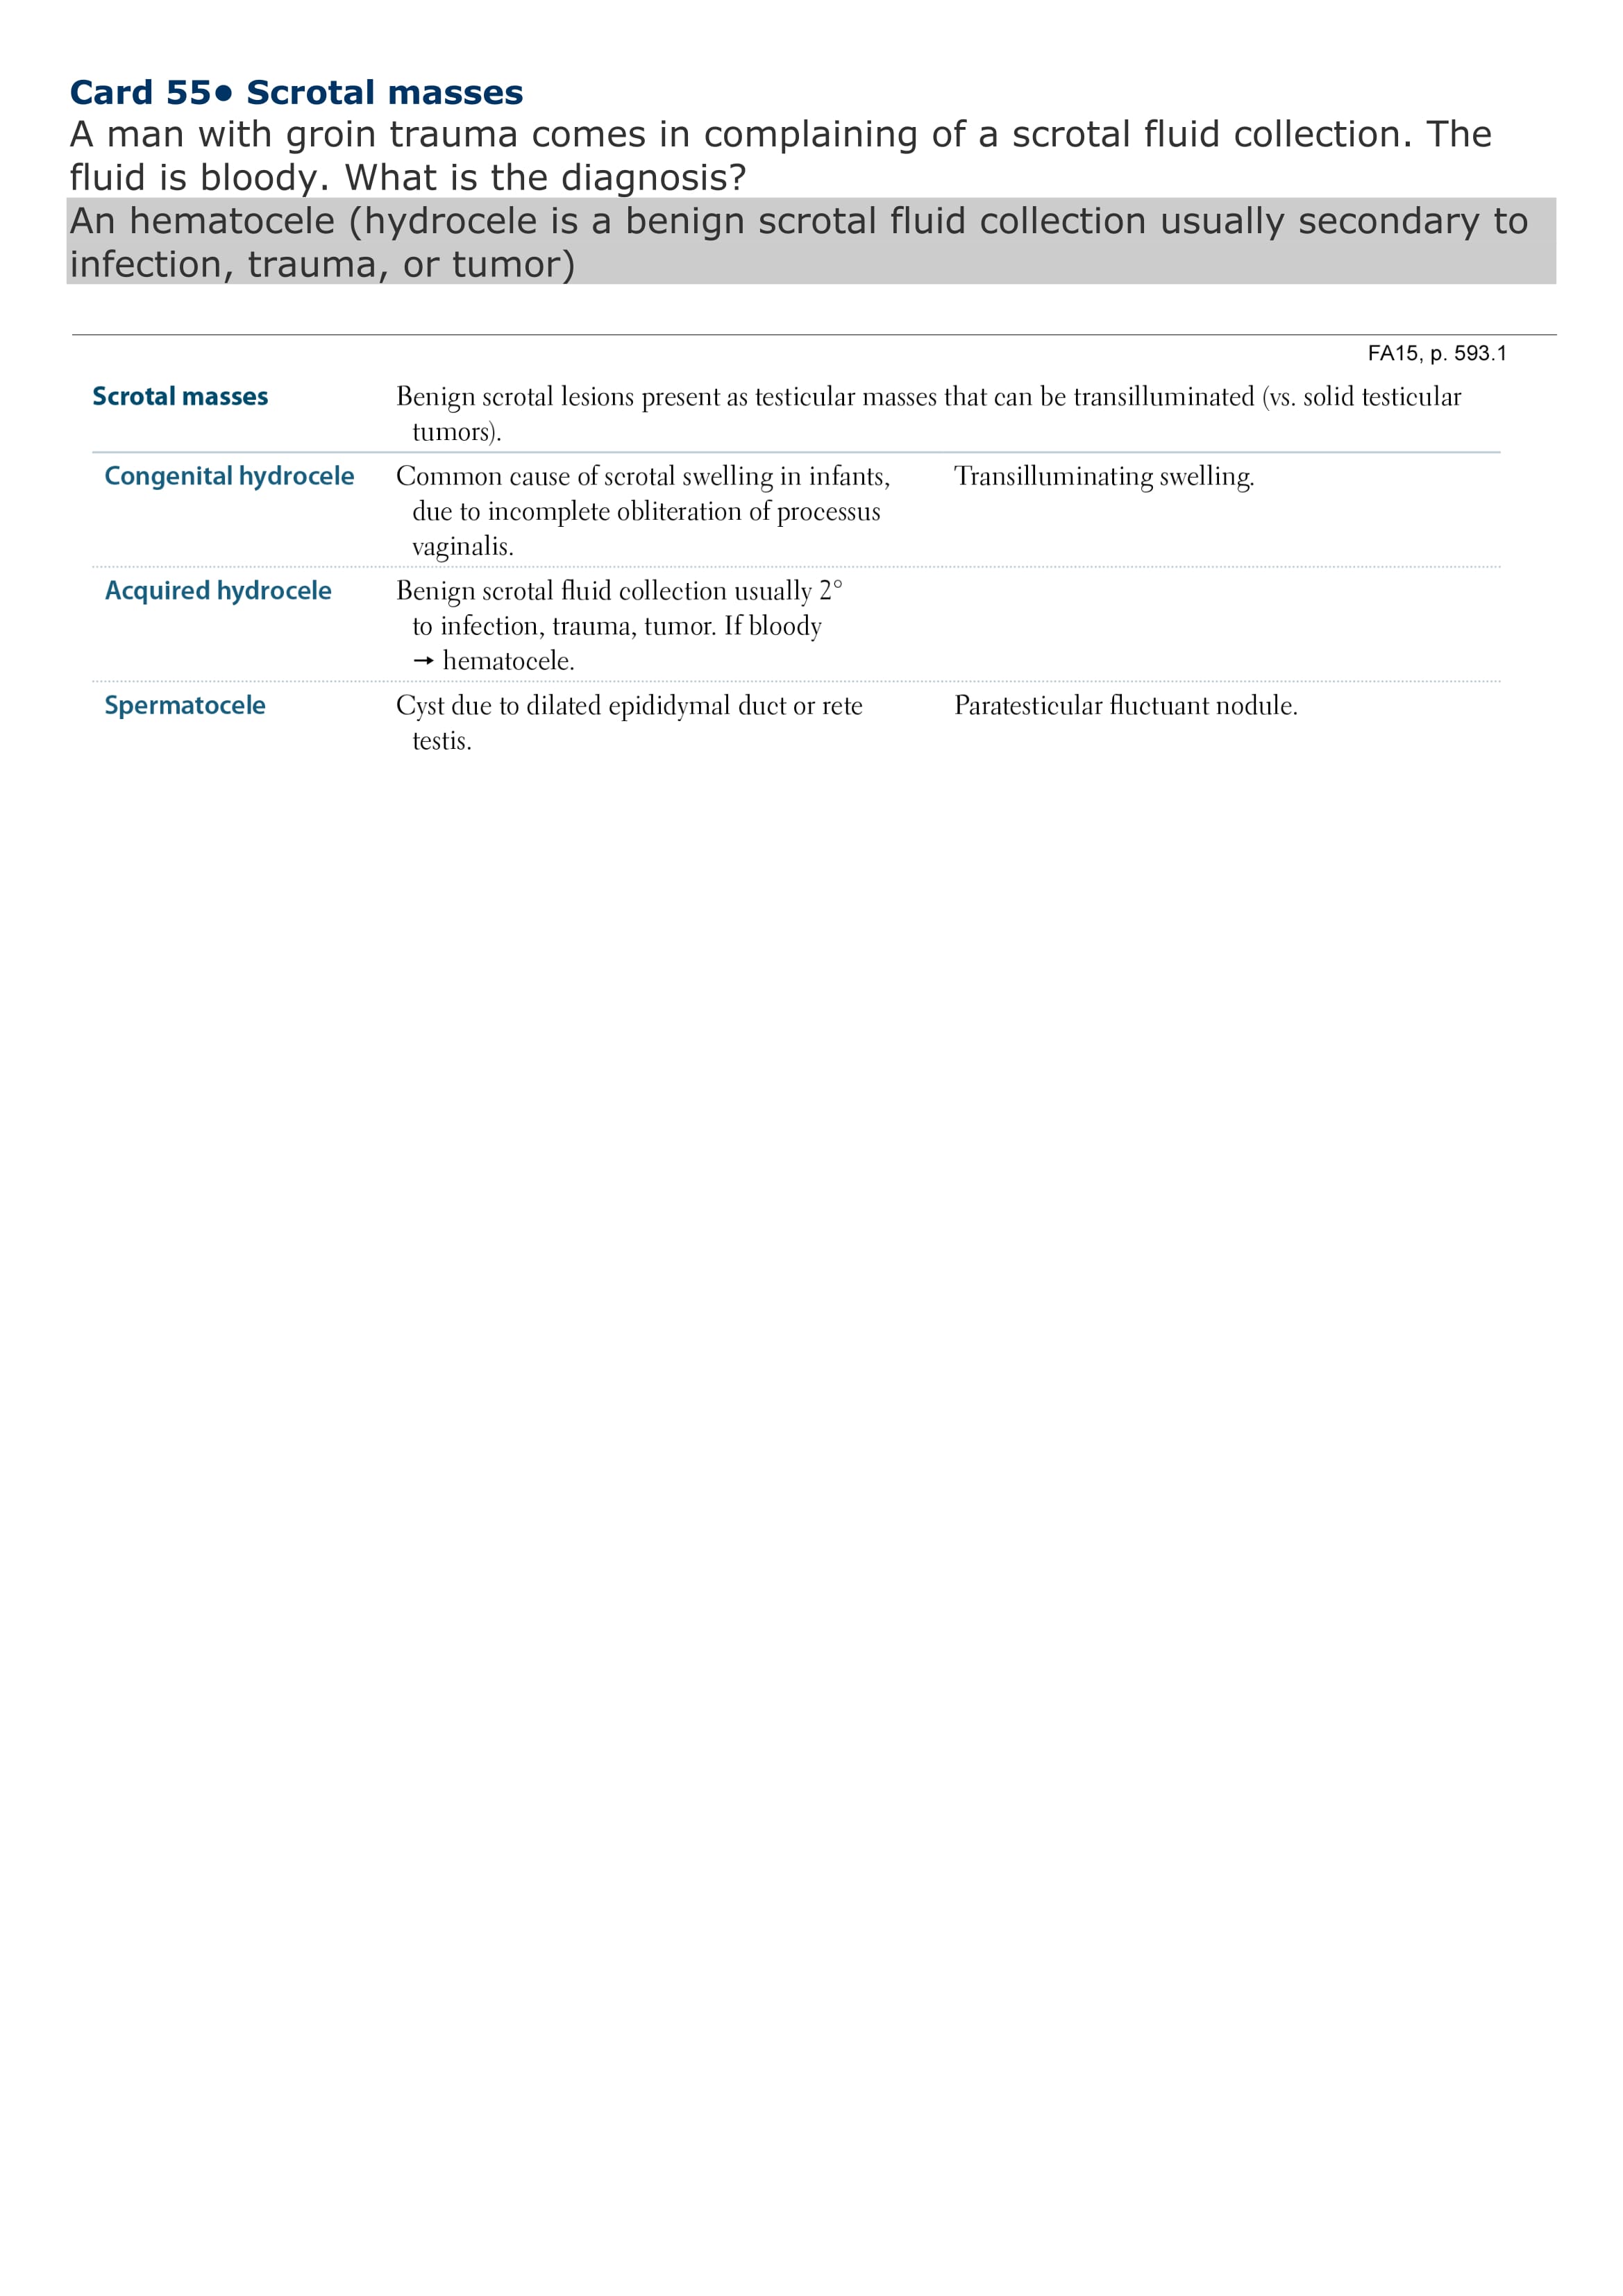 Card 55• Scrotal masses
A man with groin trauma comes in complaining of a scrotal fluid collection. The
fluid is bloody. What is the diagnosis?
An hematocele (hydrocele is a benign scrotal fluid collection usually secondary to
infection, trauma, or tumor)
FA15, p. 593.1
Scrotal masses Benign scrotal lesions present as testicular masses that can be transilluminated (vs. solid testicular
tumors).
Congenital hydrocele Common cause of scrotal swelling in infants, Transilluminating swelling.
due to incomplete obliteration of processus
vaginalis.
Acquired hydrocele Benign scrotal fluid collection usually 2°
to infection, trauma, tumor. If bloody
→ hematocele.
Spermatocele Cyst due to dilated epididymal duct or rete Paratesticular fluctuant nodule.
testis.